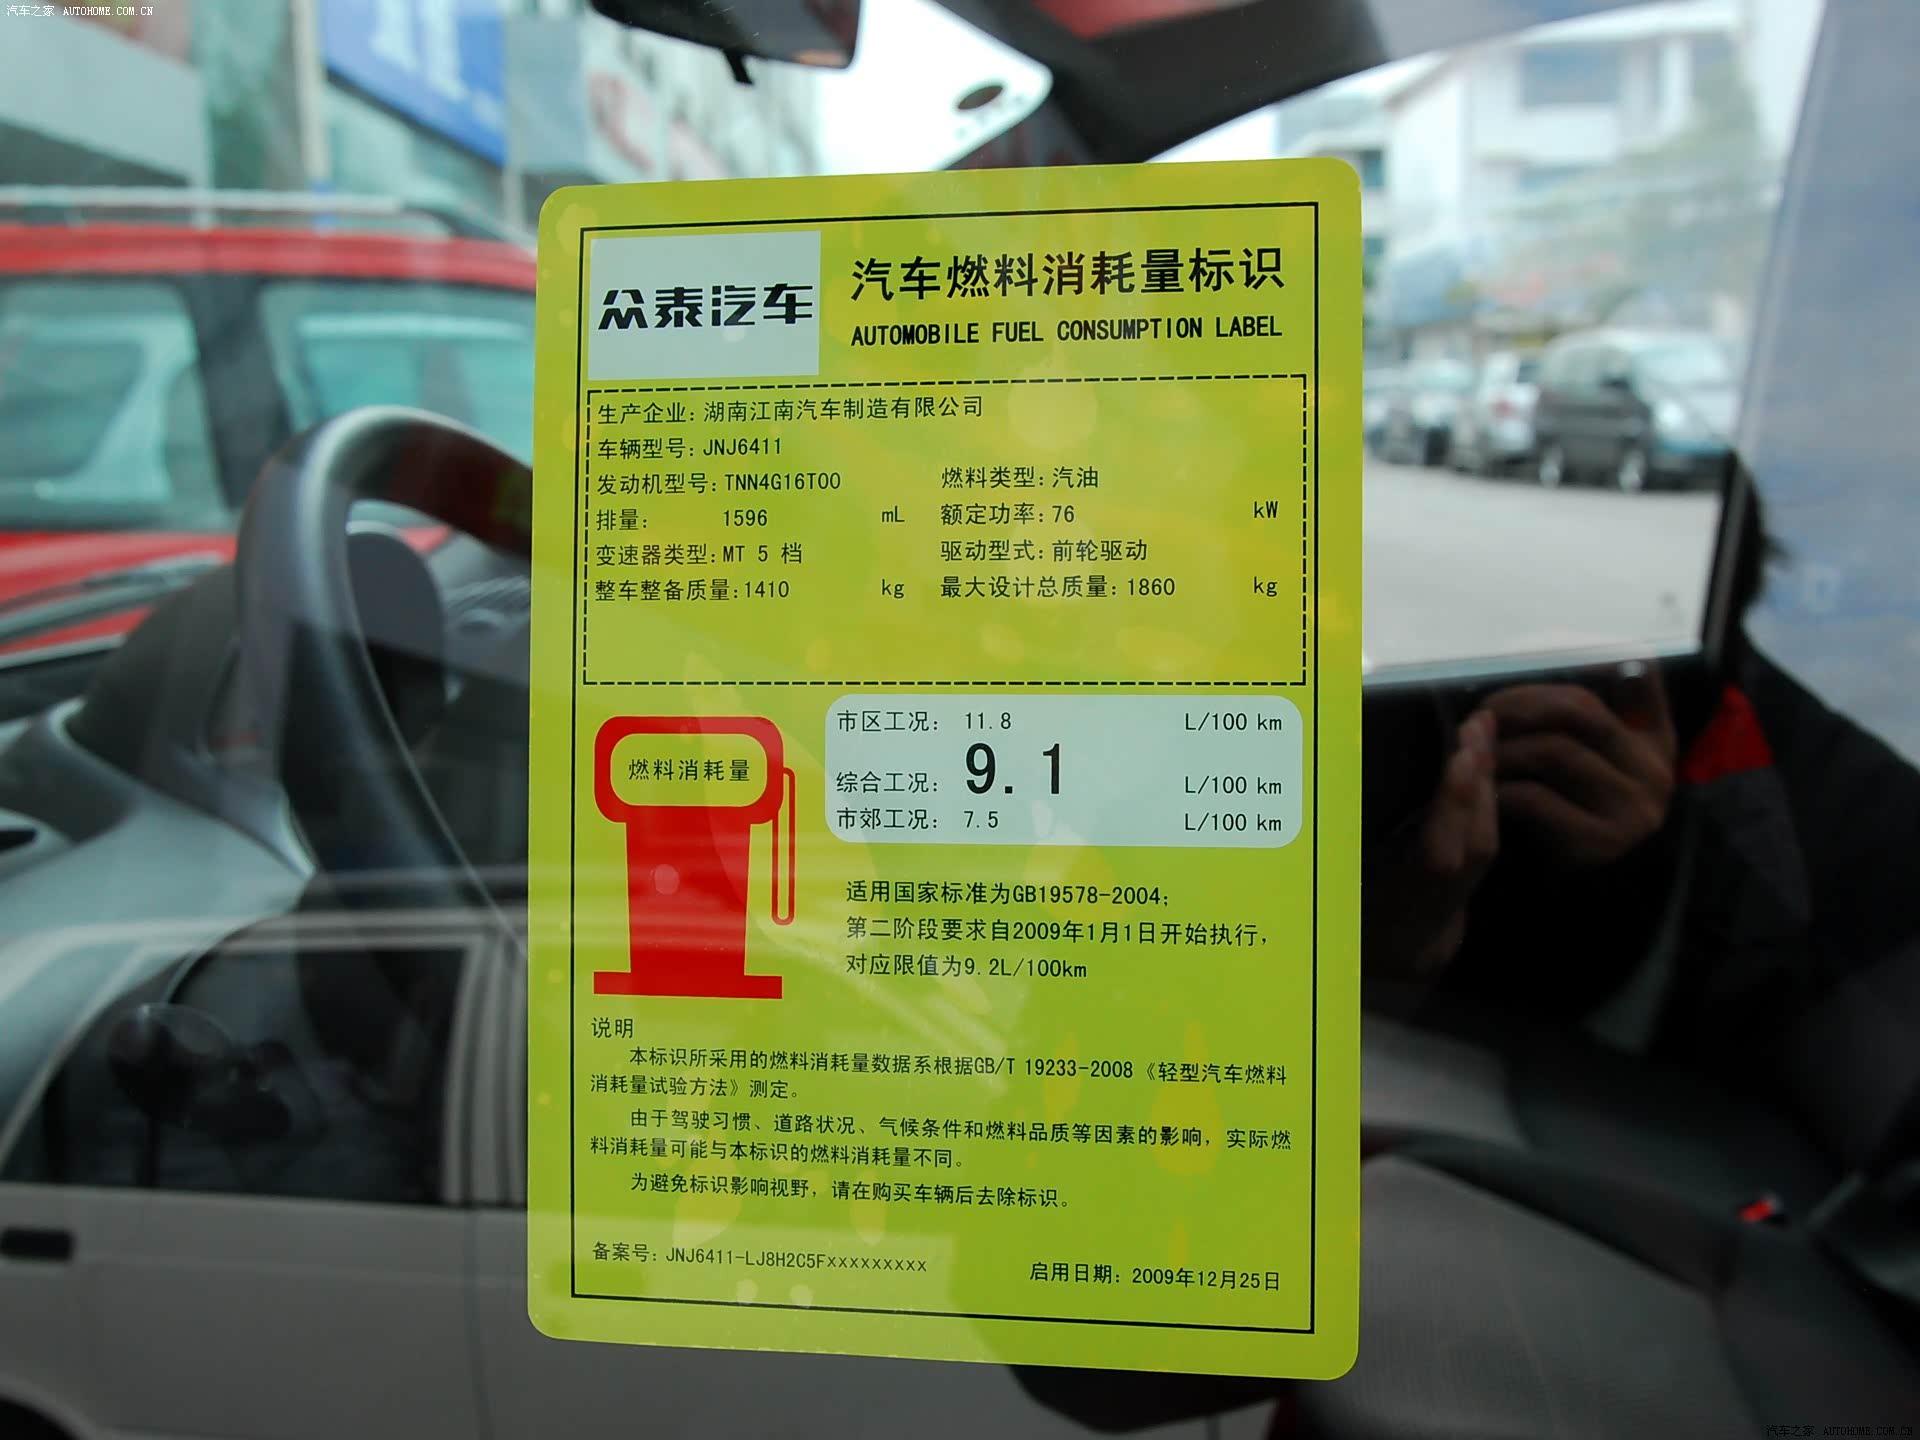 汽车之家 AUTOHOME.COM.CN
众泰汽车
汽车燃料消耗量标识
AUTOMOBILE FUEL CONSUMPTION LABEL
生产企业: 湖南江南汽车制造有限公司
车辆型号: JNJ6411
发动机型号: TNN4G16T00 燃料类型: 汽油
排量: 1596 mL 额定功率: 76 kW
变速器类型: MT 5 档 驱动型式: 前轮驱动
整车整备质量: 1410 kg 最大设计总质量: 1860 kg
燃料消耗量
市区工况: 11.8 L/100 km
综合工况: 9.1 L/100 km
市郊工况: 7.5 L/100 km
适用国家标准为GB19578-2004;
第二阶段要求自2009年1月1日开始执行,
对应限值为9.2L/100km
说明
本标识所采用的燃料消耗量数据系根据GB/T 19233-2008《轻型汽车燃料
消耗量试验方法》测定。
由于驾驶习惯、道路状况、气候条件和燃料品质等因素的影响, 实际燃
料消耗量可能与本标识的燃料消耗量不同。
为避免标识影响视野, 请在购买车辆后去除标识。
备案号: JNJ6411-LJ8H2C5Fxxxxxxxxx
启用日期: 2009年12月25日
汽车之家 AUTOHOME.COM.CN